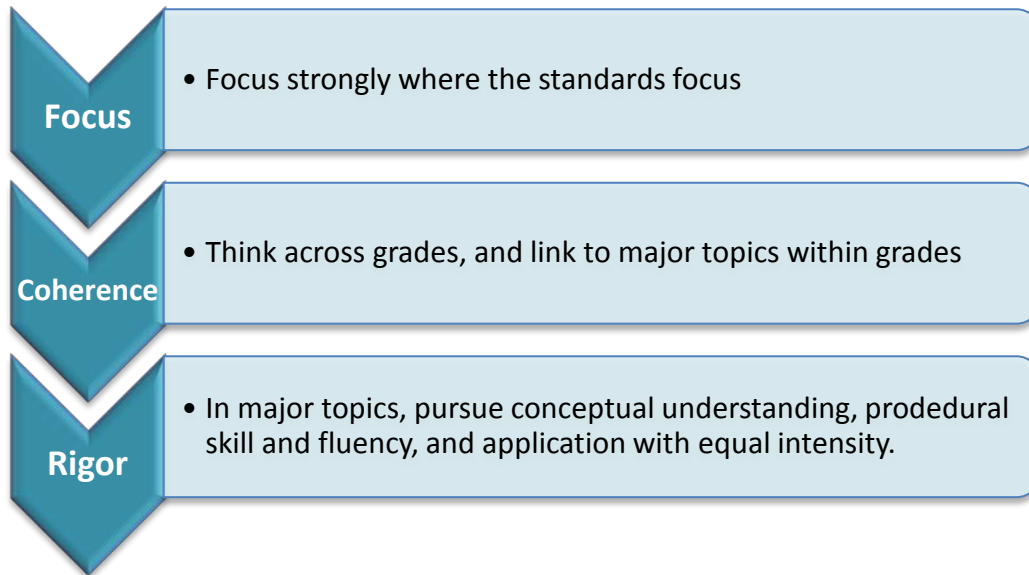 Focus
• Focus strongly where the standards focus
Coherence
• Think across grades, and link to major topics within grades
Rigor
• In major topics, pursue conceptual understanding, prodedural
skill and fluency, and application with equal intensity.